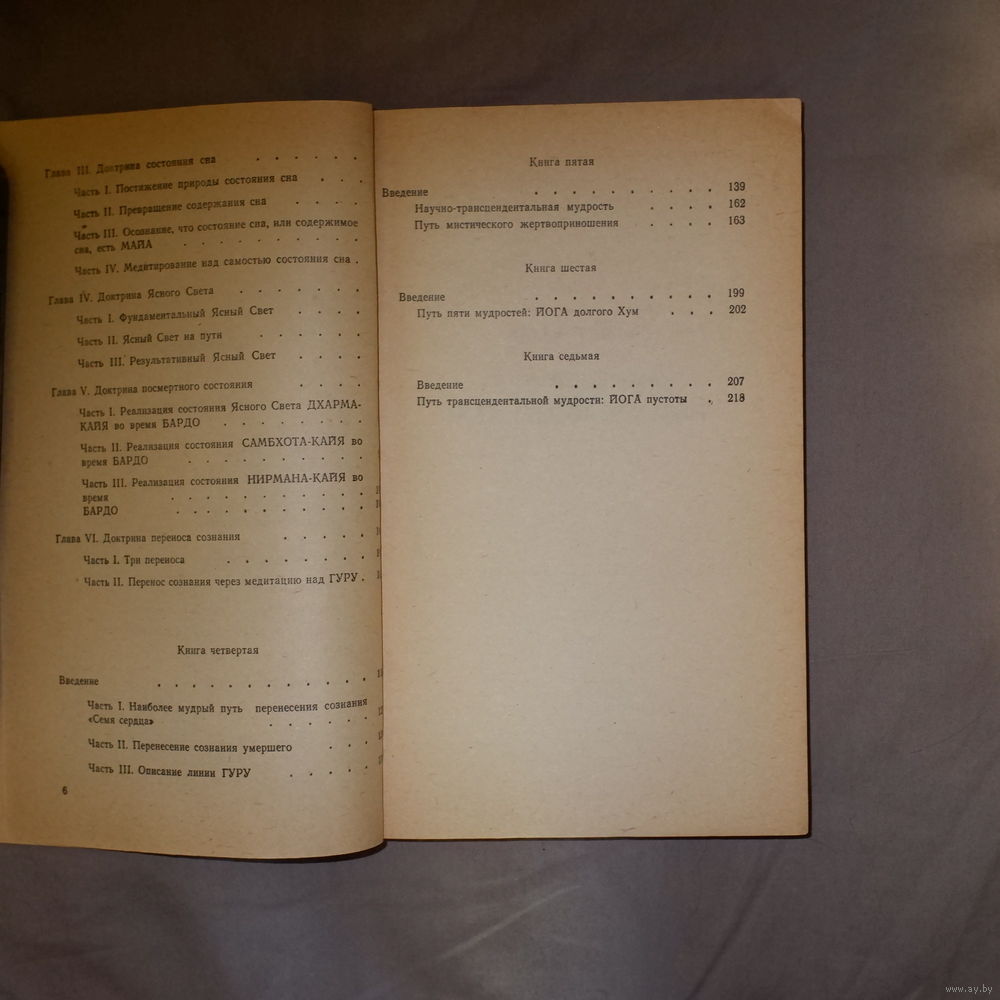 Глава III. Доктрина состояния сна . . . . . .
Часть I. Постижение природы состояния сна . . .
Часть II. Превращение содержания сна . . . .
Часть III. Осознание, что состояние сна, или содержимое
сна, есть МАЙА . . . . . . . . . .
Часть IV. Медитирование над самостью состояния сна .
Глава IV. Доктрина Ясного Света . . . . . . .
Часть I. Фундаментальный Ясный Свет . . . .
Часть II. Ясный Свет на пути . . . . . .
Часть III. Результативный Ясный Свет . . . .
Глава V. Доктрина посмертного состояния . . . .
Часть I. Реализация состояния Ясного Света ДХАРМА-
КАЙЯ во время БАРДО . . . . . . . .
Часть II. Реализация состояния САМБХОТА-КАЙЯ во
время БАРДО . . . . . . . . . .
Часть III. Реализация состояния НИРМАНА-КАЙЯ во
время . . . . . . . . . . .
БАРДО . . . . . . . . . . .
Глава VI. Доктрина переноса сознания . . . . .
Часть I. Три переноса . . . . . . . .
Часть II. Перенос сознания через медитацию над ГУРУ .
Книга четвертая
Введение . . . . . . . . . . . .
Часть I. Наиболее мудрый путь перенесения сознания
«Семя сердца» . . . . . .
Часть II. Перенесение сознания умершего . . .
Часть III. Описание линии ГУРУ . . . . .
6
Книга пятая
Введение . . . . . . . . . . 139
Научно-трансцендентальная мудрость . . . . 162
Путь мистического жертвоприношения . . . . 163
Книга шестая
Введение . . . . . . . . . . 199
Путь пяти мудростей: ЙОГА долгого Хум . . . 202
Книга седьмая
Введение . . . . . . . . . 207
Путь трансцендентальной мудрости: ЙОГА пустоты . 218
www.ay.by